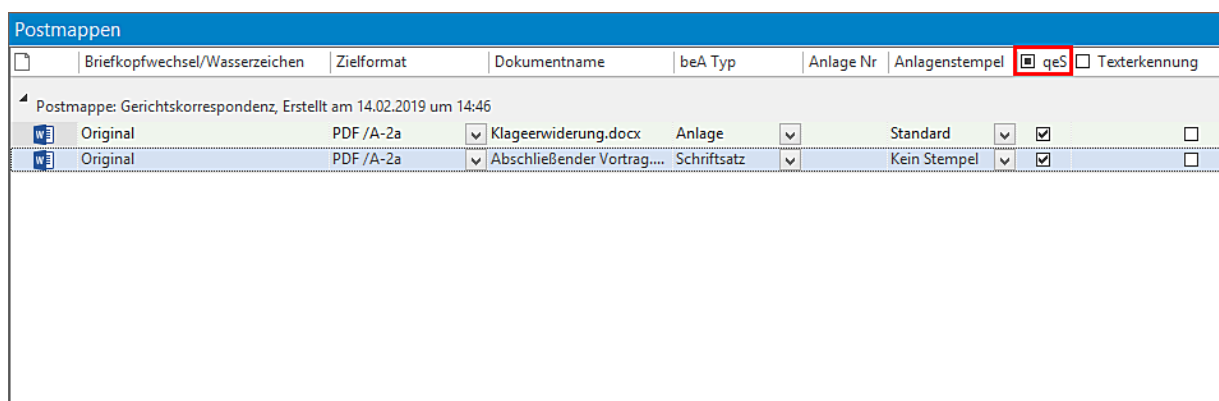 Postmappen
Briefkopfwechsel/Wasserzeichen Zielformat Dokumentname beA Typ Anlage Nr Anlagenstempel qeS Texterkennung
Postmappe: Gerichtskorrespondenz, Erstellt am 14.02.2019 um 14:46
Original PDF/A-2a Klageerwiderung.docx Anlage Standard
Original PDF/A-2a Abschließender Vortrag.... Schriftsatz Kein Stempel